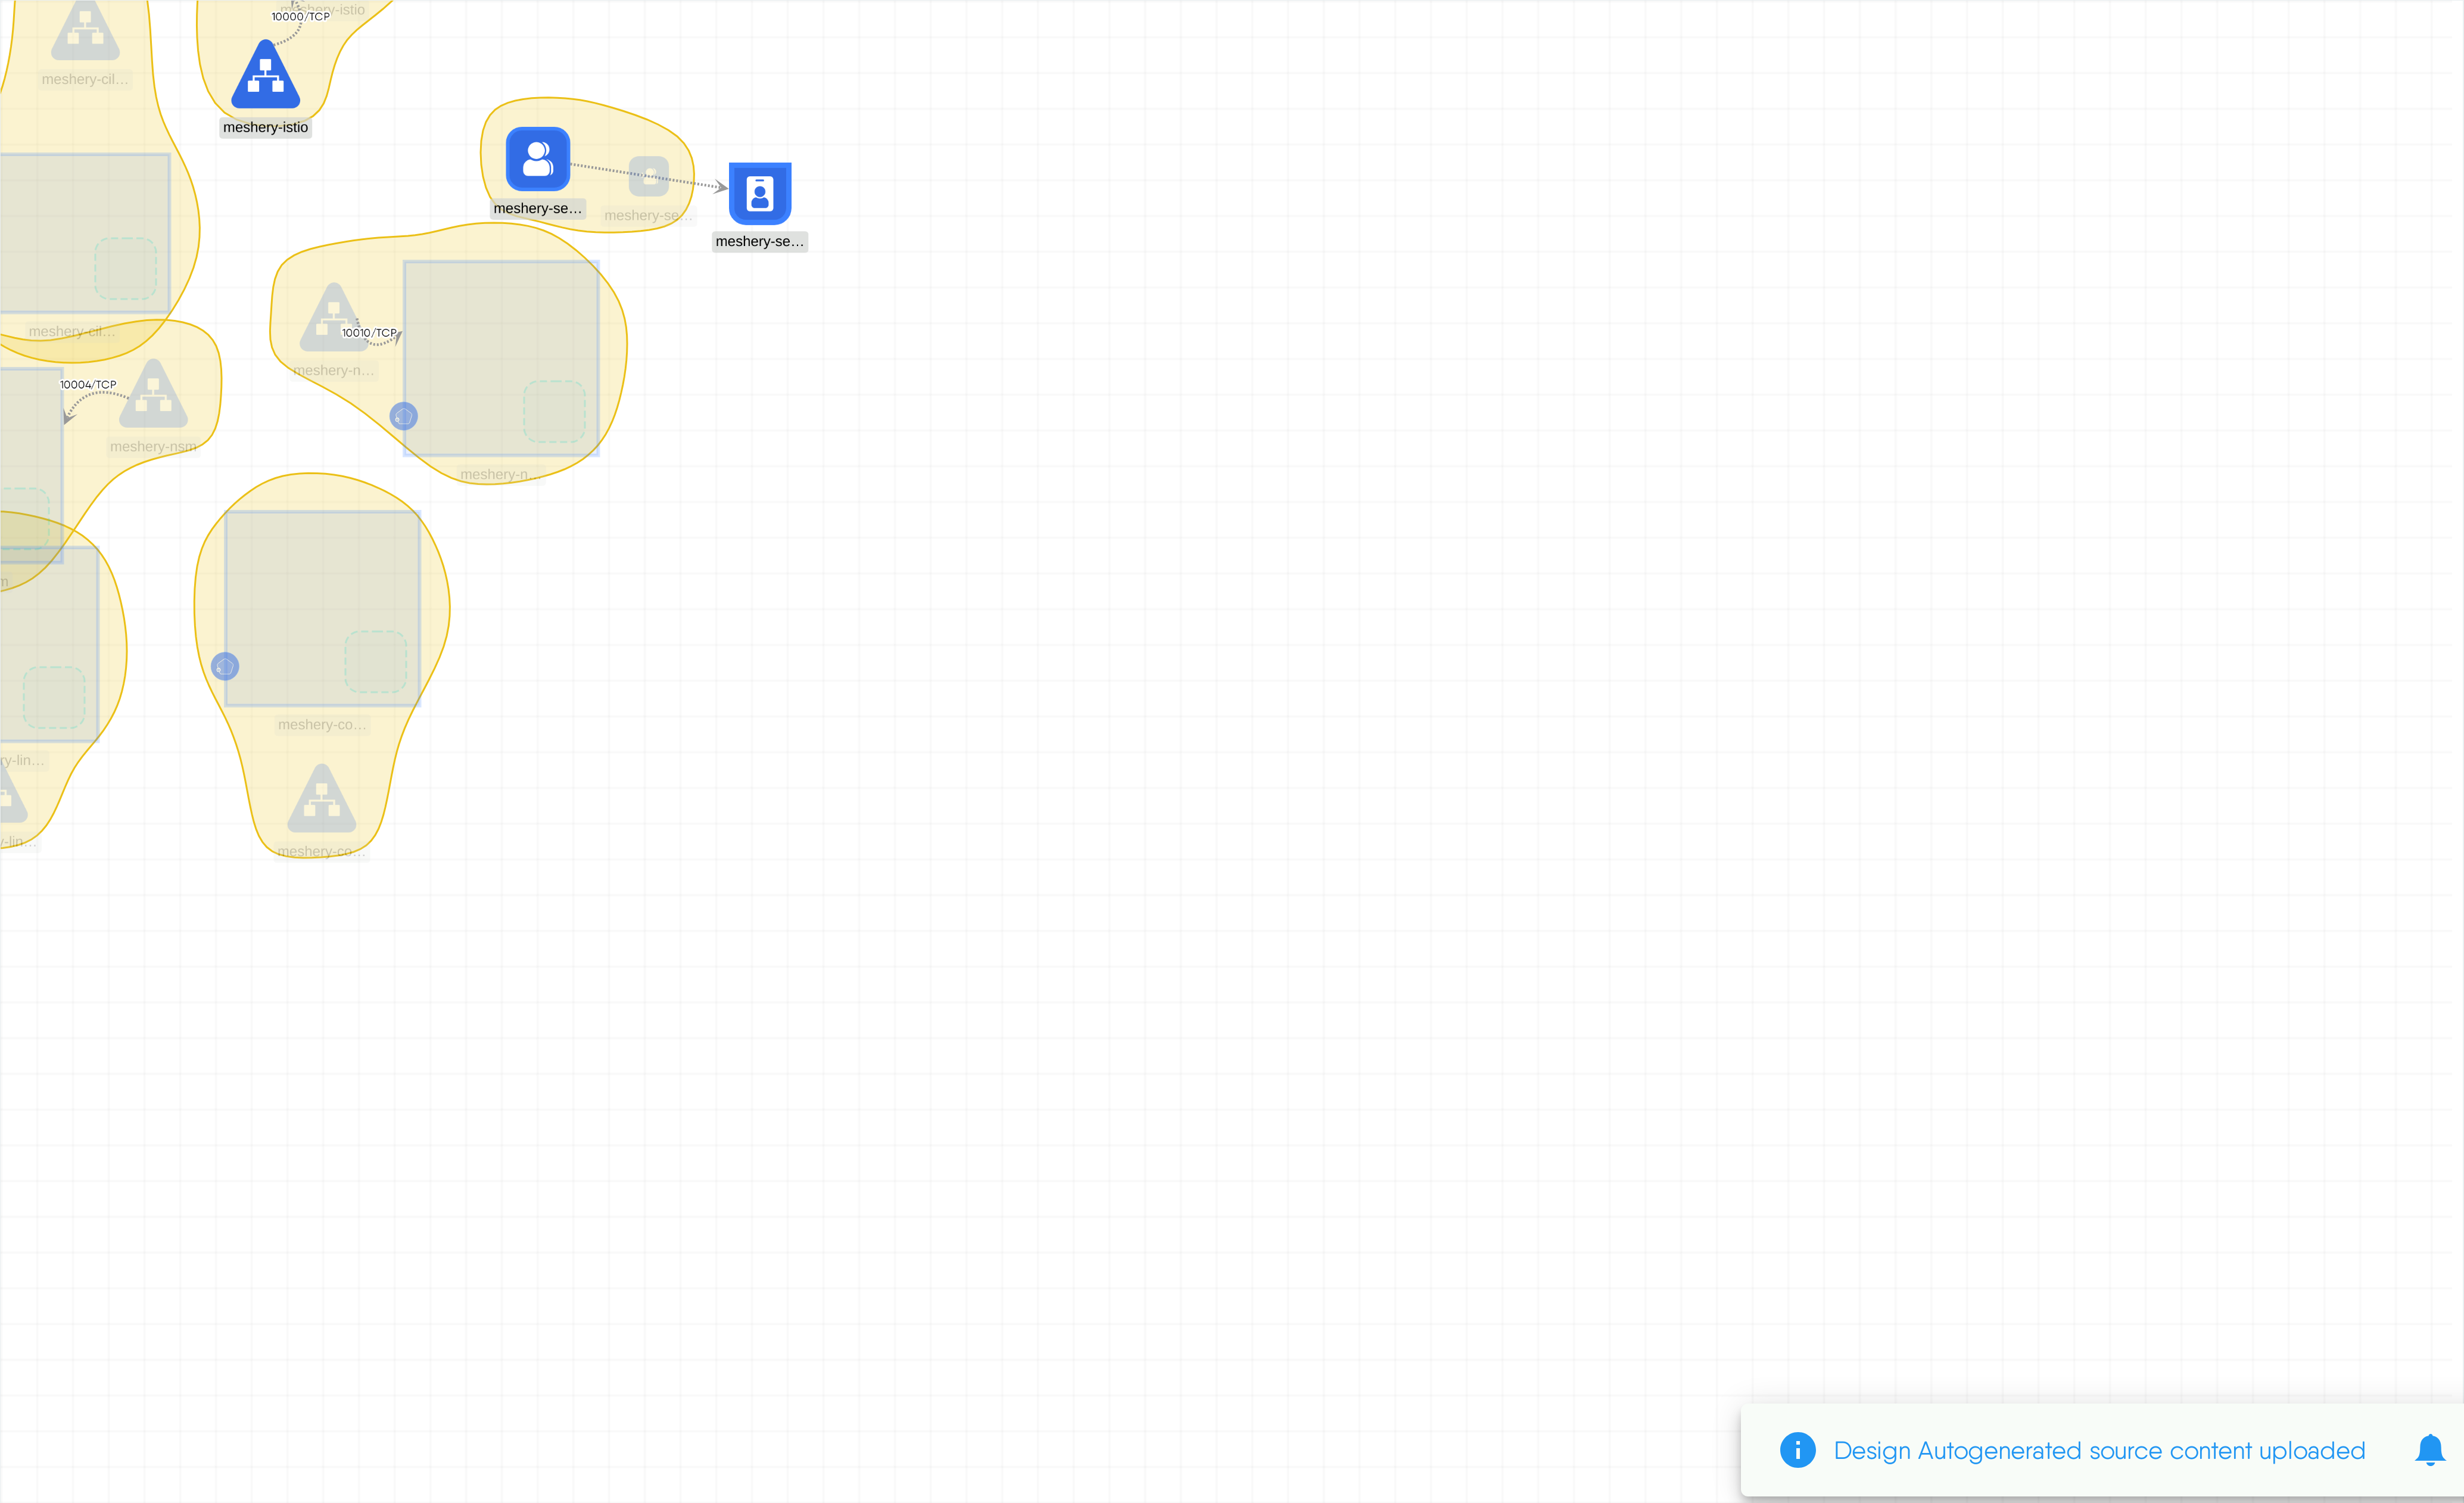 meshery-istio
10000/TCP
meshery-cil...
meshery-istio
meshery-se...
meshery-se...
meshery-se...
meshery-cil...
10010/TCP
meshery-n...
10004/TCP
meshery-nsm
meshery-n...
m
meshery-co...
ry-lin...
y-lin...
meshery-co...
Design Autogenerated source content uploaded